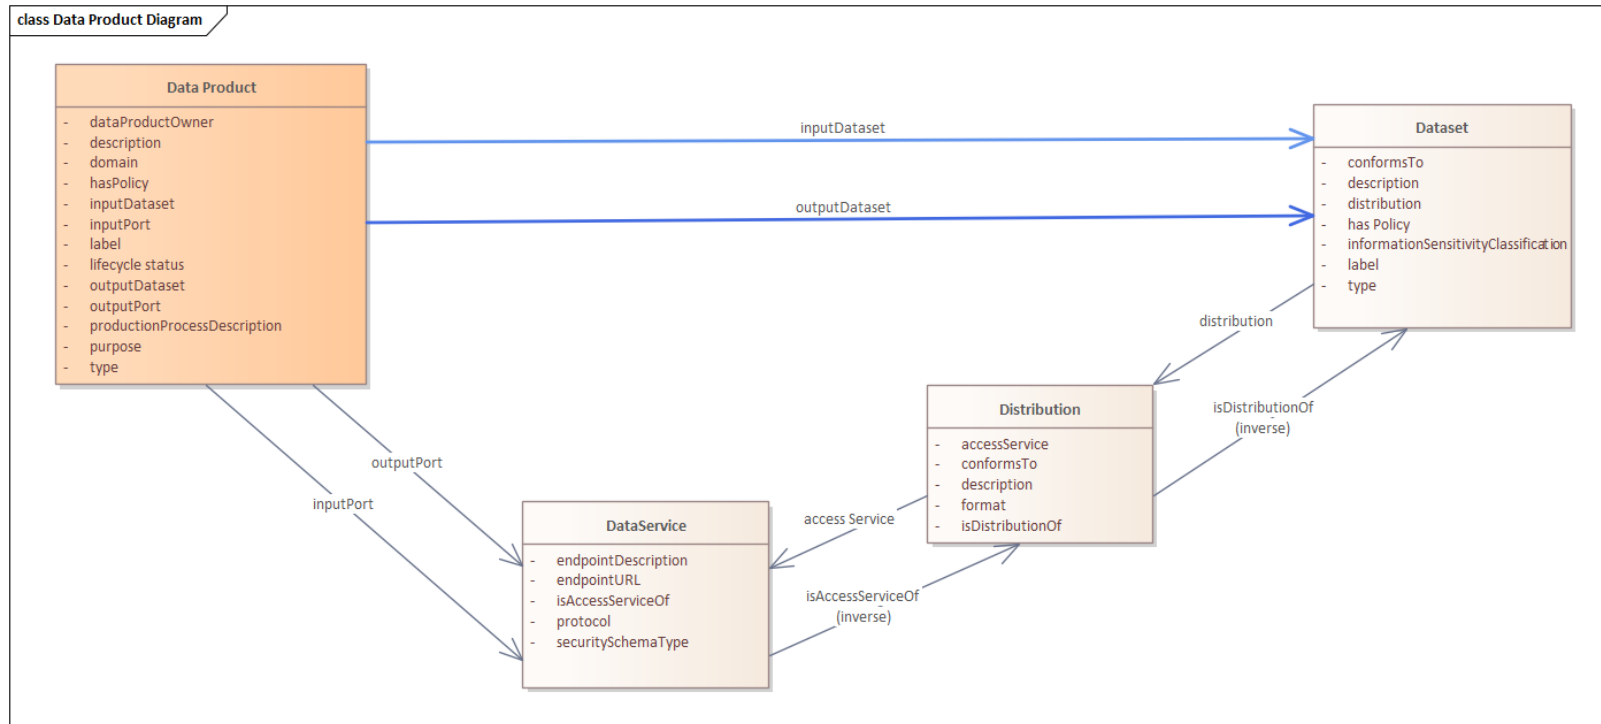 class Data Product Diagram
Data Product
- dataProductOwner
- description
- domain
- hasPolicy
- inputDataset
- inputPort
- label
- lifecycle status
- outputDataset
- outputPort
- productionProcessDescription
- purpose
- type
inputDataset
outputDataset
Dataset
- conformsTo
- description
- distribution
- has Policy
- informationSensitivityClassification
- label
- type
distribution
isDistributionOf
(inverse)
Distribution
- accessService
- conformsTo
- description
- format
- isDistributionOf
outputPort
inputPort
access Service
isAccessServiceOf
(inverse)
DataService
- endpointDescription
- endpointURL
- isAccessServiceOf
- protocol
- securitySchemaType